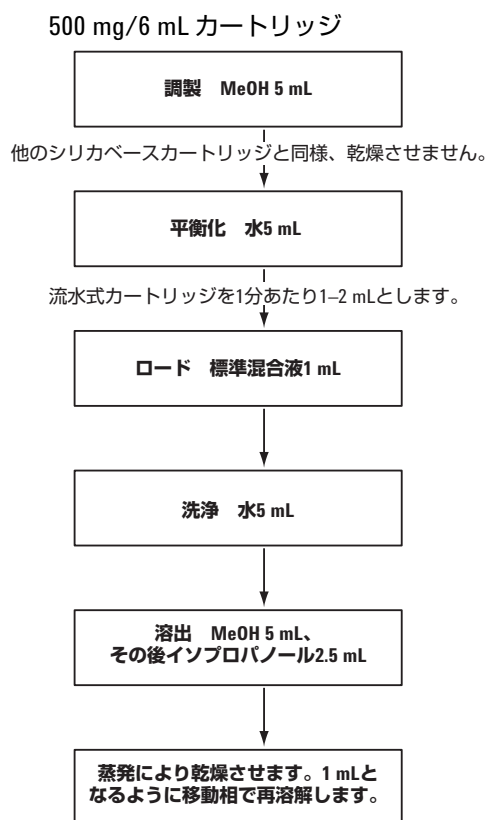 500 mg/6 mL カートリッジ
調製　MeOH 5 mL
他のシリカベースカートリッジと同様、乾燥させません。
平衡化　水5 mL
流水式カートリッジを1分あたり1–2 mLとします。
ロード　標準混合液1 mL
洗浄　水5 mL
溶出　MeOH 5 mL、
その後イソプロパノール2.5 mL
蒸発により乾燥させます。1 mLと
なるように移動相で再溶解します。